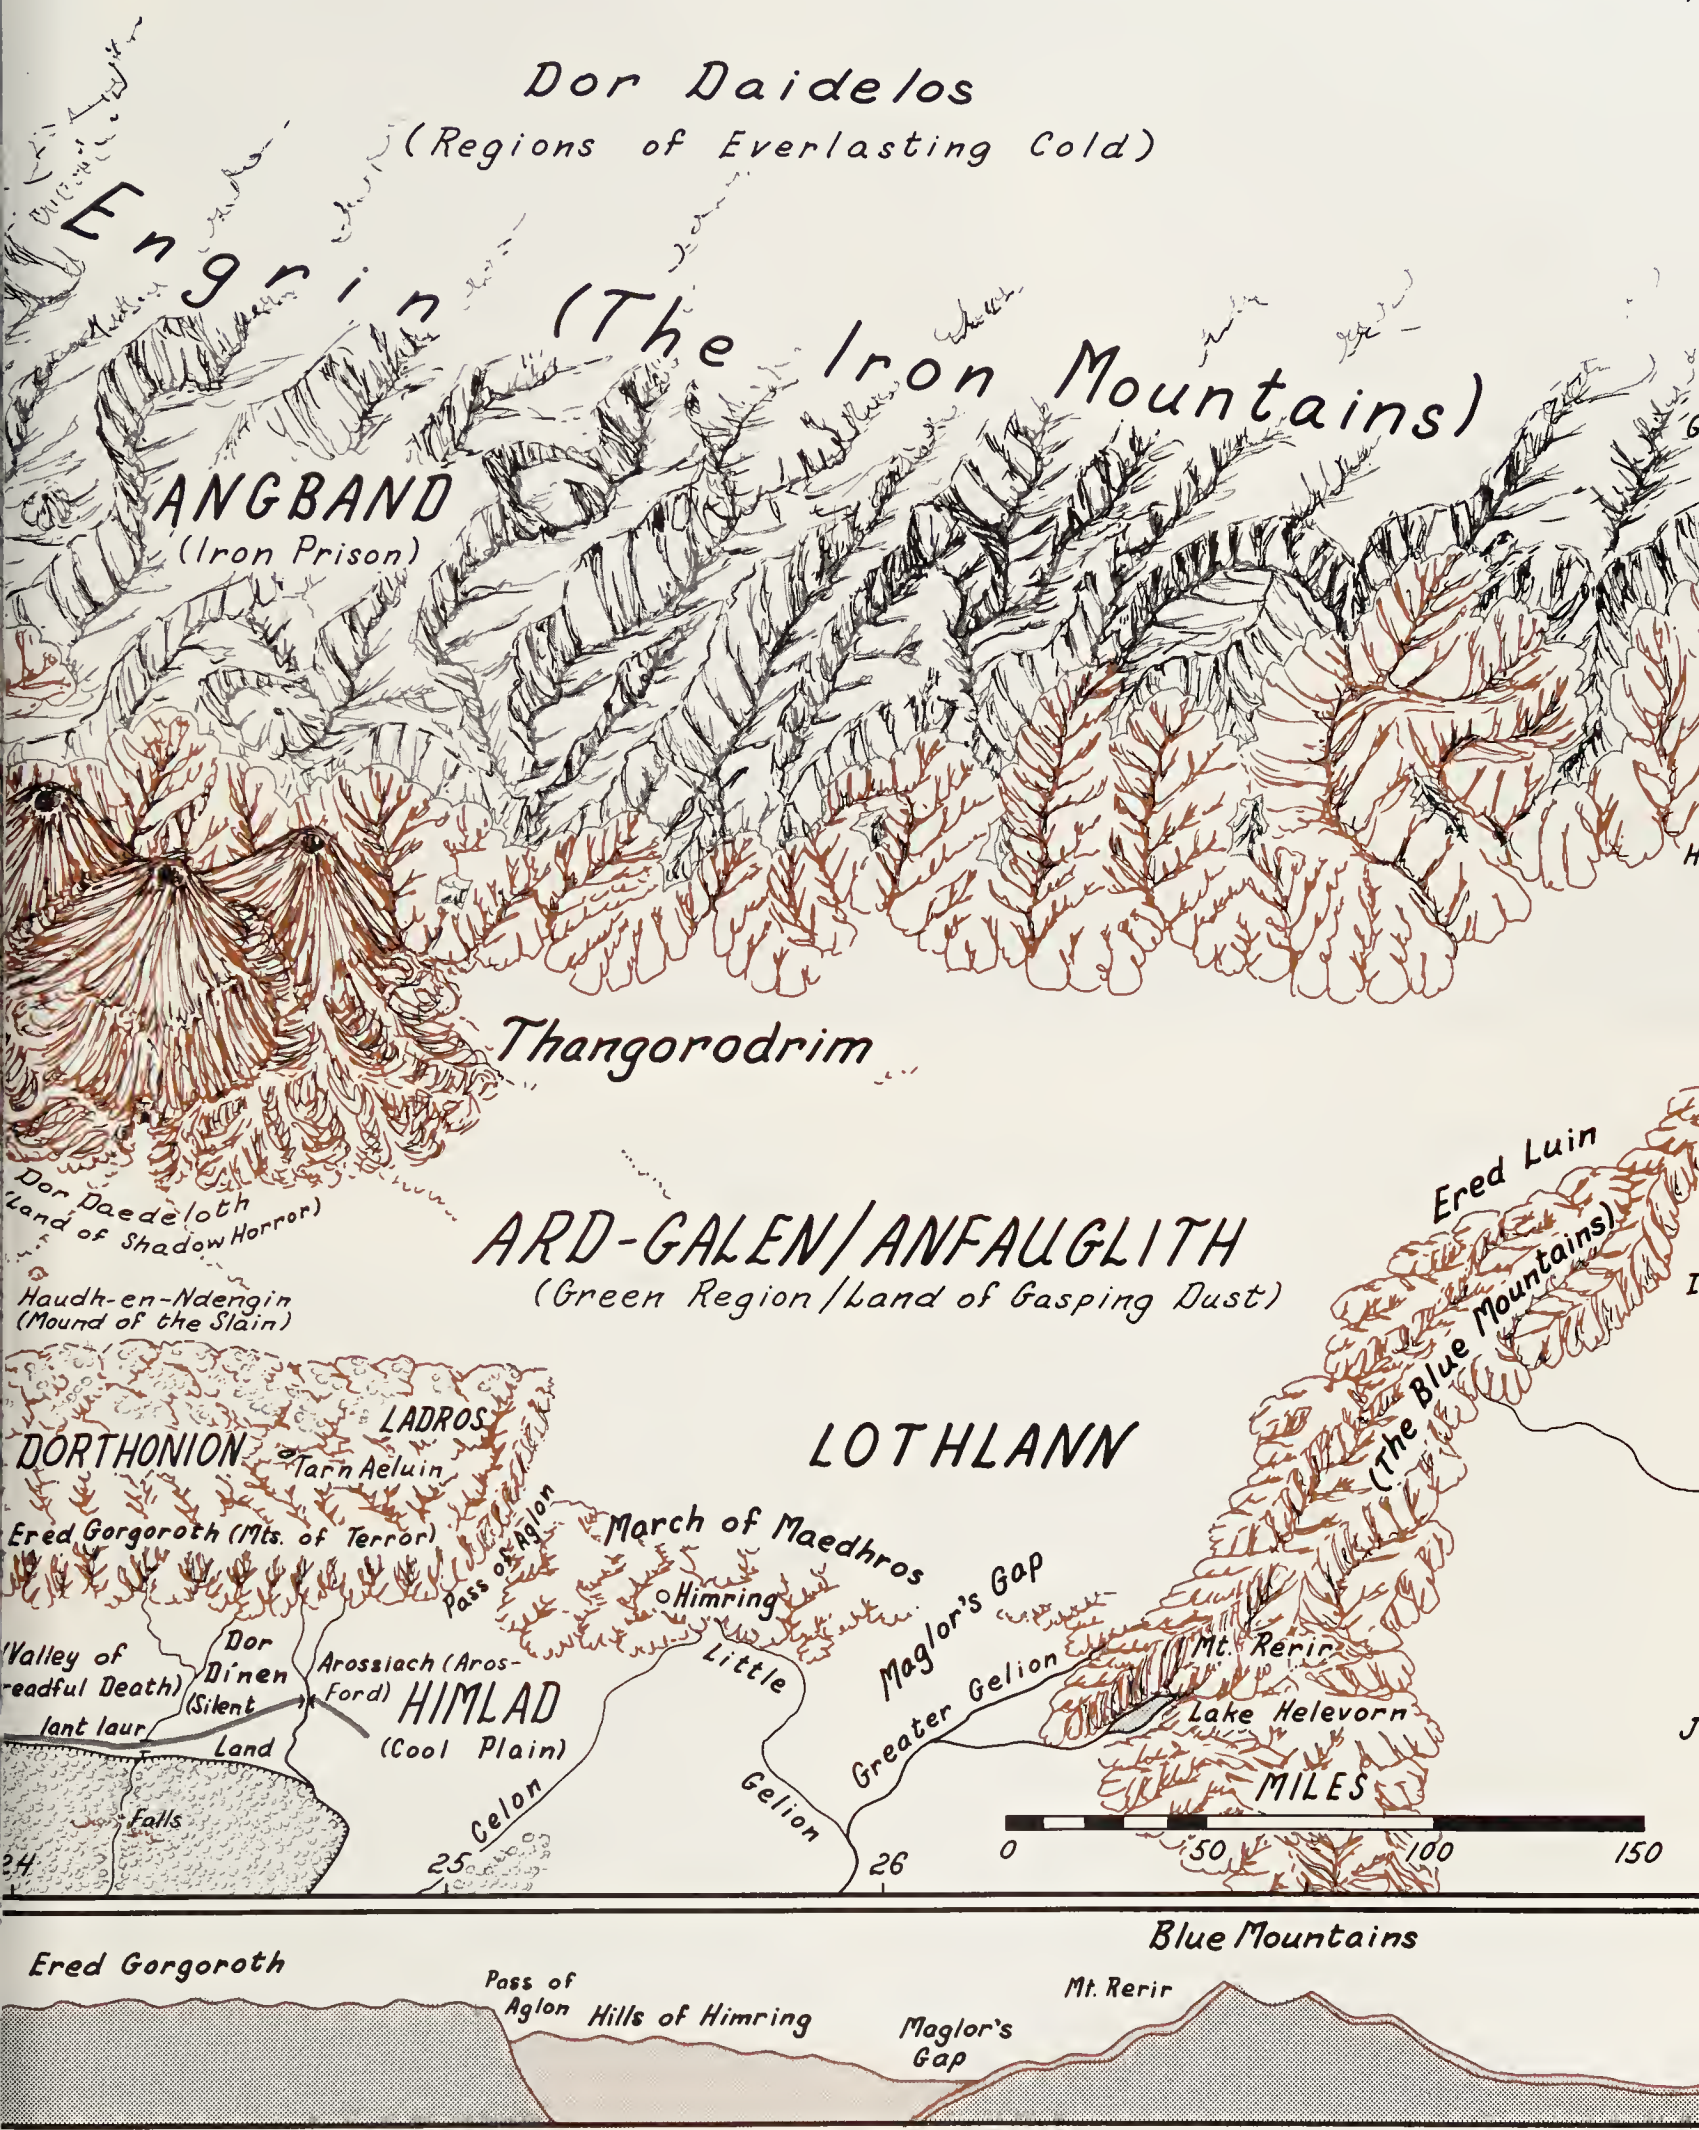 Dor Daidelos
(Regions of Everlasting Cold)
Engrin (The Iron Mountains)
ANGBAND
(Iron Prison)
Thangorodrim
Dor Daedeloth
(Land of Shadow Horror)
Haudh-en-Ndengin
(Mound of the Slain)
ARD-GALEN/ANFAUGLITH
(Green Region/Land of Gasping Dust)
Ered Luin
(The Blue Mountains)
LADROS
DORTHONION
Tarn Aeluin
LOTHLANN
Ered Gorgoroth (Mts. of Terror)
Pass of Aglon
March of Maedhros
Himring
Maglor's Gap
Valley of
readful Death)
Dor
Dínen
(Silent
Land
Arossiach (Aros-
Ford)
HIMLAD
(Cool Plain)
Iant Iaur
Falls
Celon
Little
Gelion
Greater Gelion
Mt. Rerir
Lake Helevorn
MILES
0 50 100 150
24 25 26
G
H
I
J
Ered Gorgoroth
Pass of
Aglon
Hills of Himring
Maglor's
Gap
Mt. Rerir
Blue Mountains